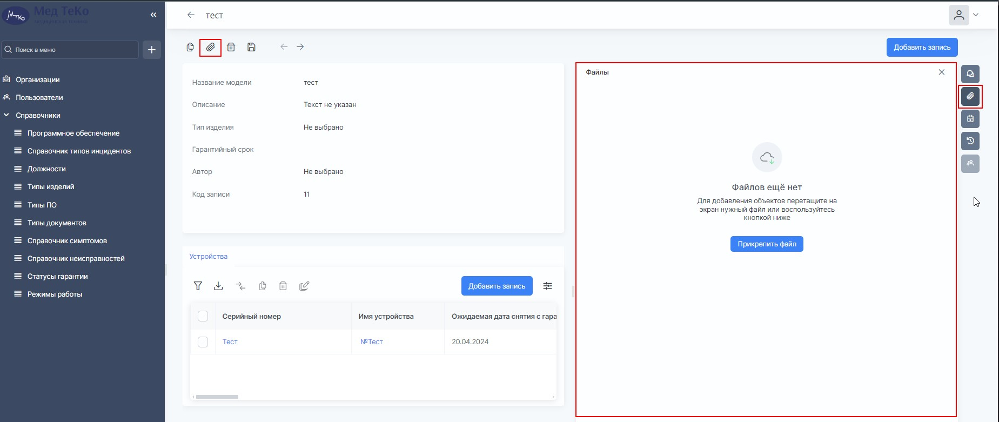 Мед ТеКо
МТКо
тест
Поиск в меню
Добавить запись
Организации
Пользователи
Справочники
Программное обеспечение
Справочник типов инцидентов
Должности
Типы изделий
Типы ПО
Типы документов
Справочник симптомов
Справочник неисправностей
Статусы гарантии
Режимы работы
Название модели тест
Описание Текст не указан
Тип изделия Не выбрано
Гарантийный срок
Автор Не выбрано
Код записи 11
Устройства
Добавить запись
Серийный номер Имя устройства Ожидаемая дата снятия с гара
Тест №Тест 20.04.2024
Файлы
Файлов ещё нет
Для добавления объектов перетащите на
экран нужный файл или воспользуйтесь
кнопкой ниже
Прикрепить файл